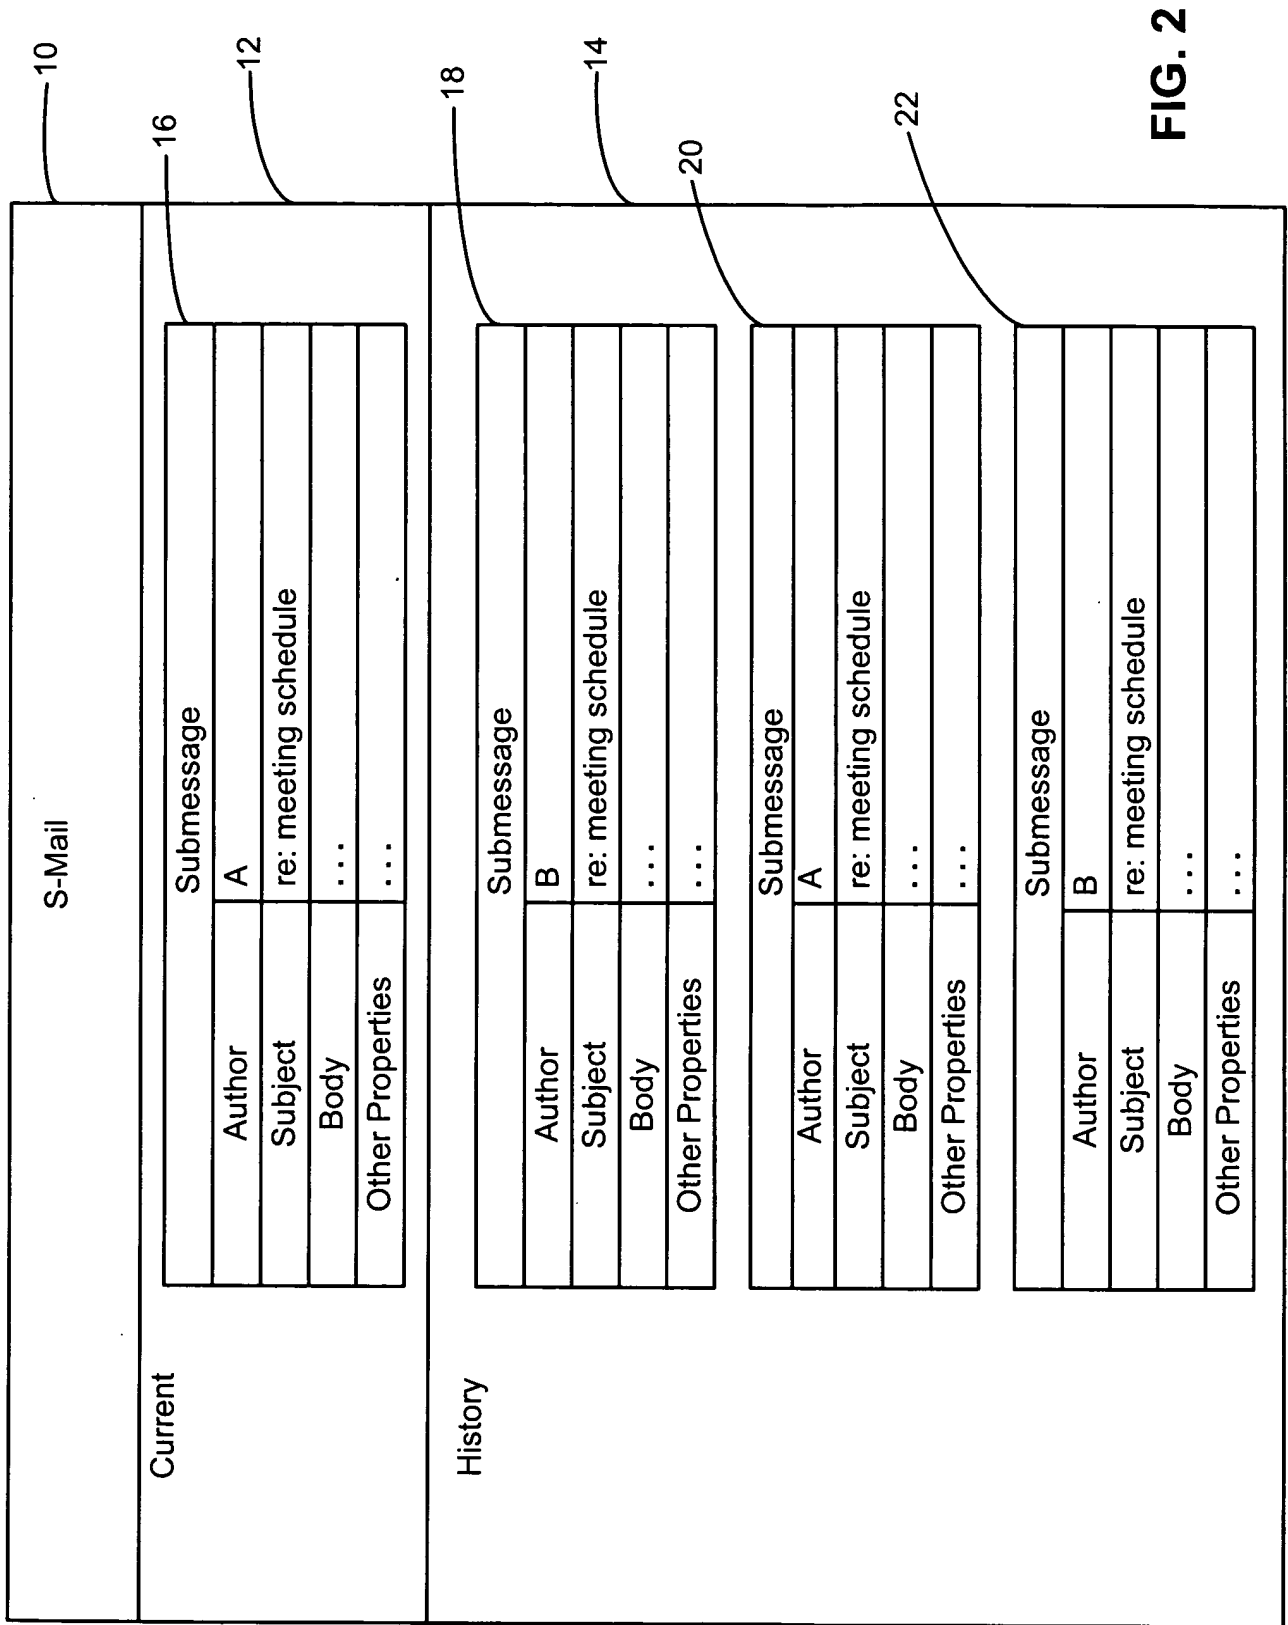 S-Mail
10
Current
12
Submessage
16
Author A
Subject re: meeting schedule
Body ...
Other Properties ...
History
14
Submessage
18
Author B
Subject re: meeting schedule
Body ...
Other Properties ...
Submessage
20
Author A
Subject re: meeting schedule
Body ...
Other Properties ...
Submessage
22
Author B
Subject re: meeting schedule
Body ...
Other Properties ...
FIG. 2